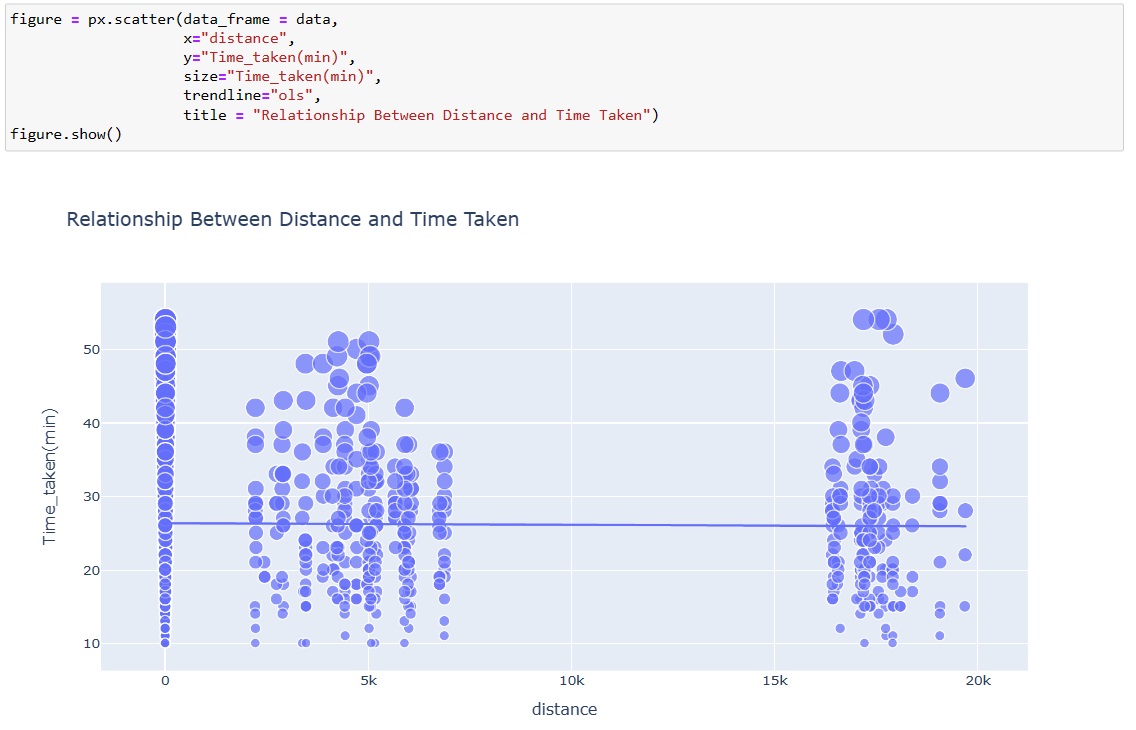 figure = px.scatter(data_frame = data,
x="distance",
y="Time_taken(min)",
size="Time_taken(min)",
trendline="ols",
title = "Relationship Between Distance and Time Taken")
figure.show()
Relationship Between Distance and Time Taken
Time_taken(min)
50
40
30
20
10
0
5k
10k
15k
20k
distance